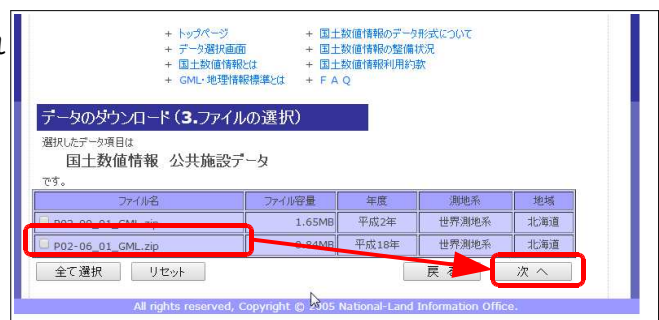 れ
+ トップページ
+ データ選択画面
+ 国土数値情報とは
+ GML・地理情報標準とは
+ 国土数値情報のデータ形式について
+ 国土数値情報の整備状況
+ 国土数値情報利用約款
+ F A Q
データのダウンロード(3.ファイルの選択)
選択したデータ項目は
国土数値情報 公共施設データ
です。
ファイル名 ファイル容量 年度 測地系 地域
GML.zip 1.65MB 平成2年 世界測地系 北海道
P02-06_01_GML.zip 0.84MB 平成18年 世界測地系 北海道
全て選択 リセット 戻 る 次 へ
All rights reserved, Copyright © 2005 National-Land Information Office.